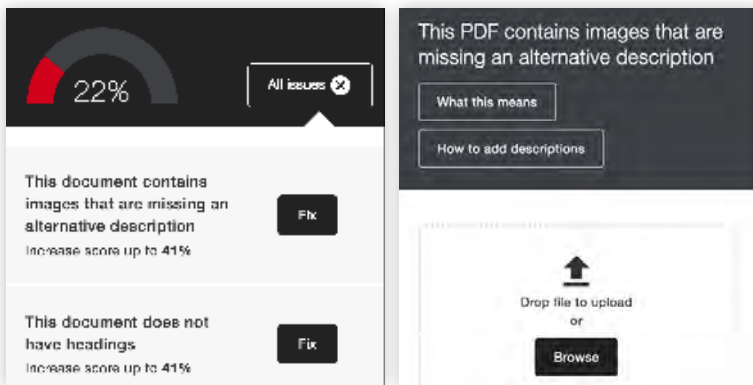 22%
All issues
This document contains
images that are missing an
alternative description
Increase score up to 41%
Fix
This document does not
have headings
Increase score up to 41%
Fix
This PDF contains images that are
missing an alternative description
What this means
How to add descriptions
Drop file to upload
or
Browse